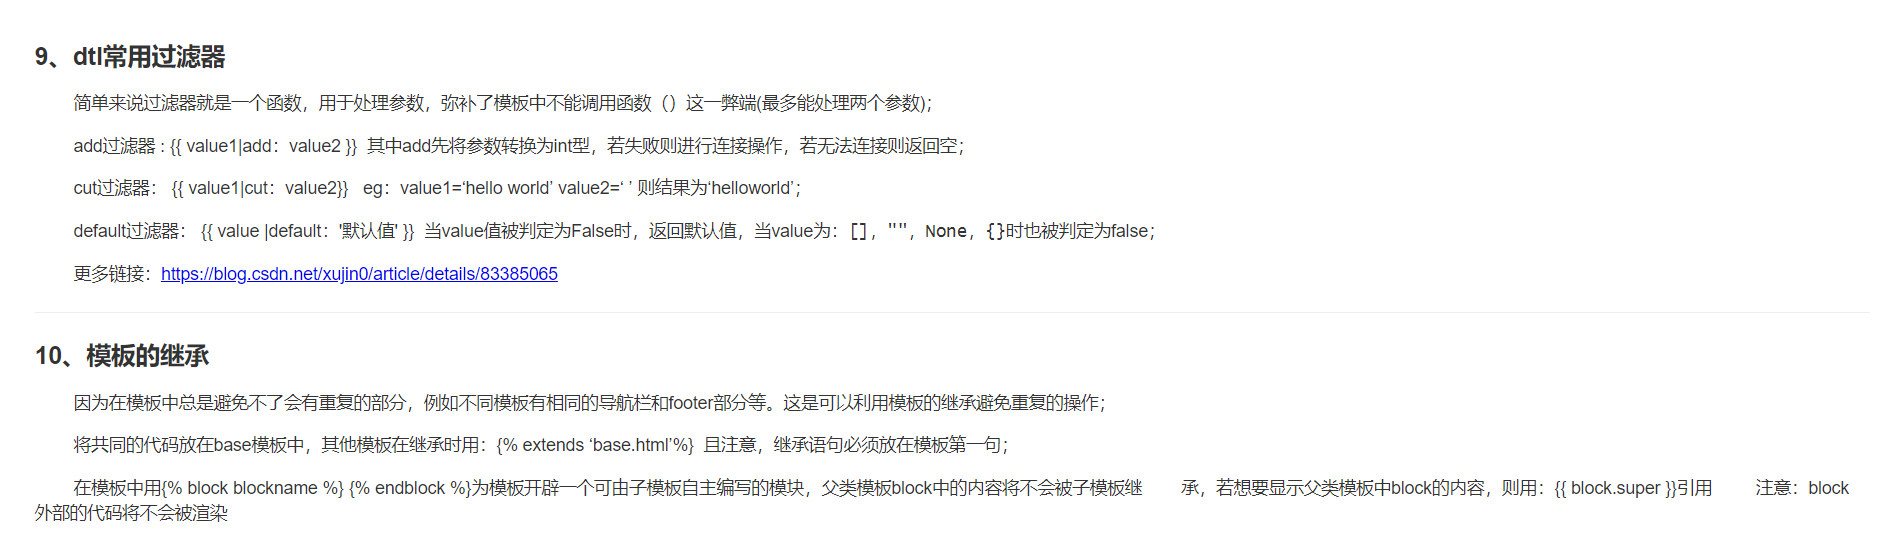 9、dtl常用过滤器
简单来说过滤器就是一个函数，用于处理参数，弥补了模板中不能调用函数（）这一弊端(最多能处理两个参数)；
add过滤器 : {{ value1|add：value2 }}  其中add先将参数转换为int型，若失败则进行连接操作，若无法连接则返回空；
cut过滤器： {{ value1|cut：value2}}   eg：value1=‘hello world’ value2=‘ ’ 则结果为‘helloworld’；
default过滤器： {{ value |default：'默认值' }}  当value值被判定为False时，返回默认值，当value为：[]，""，None，{}时也被判定为false；
更多链接：https://blog.csdn.net/xujin0/article/details/83385065
10、模板的继承
因为在模板中总是避免不了会有重复的部分，例如不同模板有相同的导航栏和footer部分等。这是可以利用模板的继承避免重复的操作；
将共同的代码放在base模板中，其他模板在继承时用：{% extends ‘base.html’%}  且注意，继承语句必须放在模板第一句；
在模板中用{% block blockname %} {% endblock %}为模板开辟一个可由子模板自主编写的模块，父类模板block中的内容将不会被子模板继        承，若想要显示父类模板中block的内容，则用：{{ block.super }}引用         注意：block
外部的代码将不会被渲染